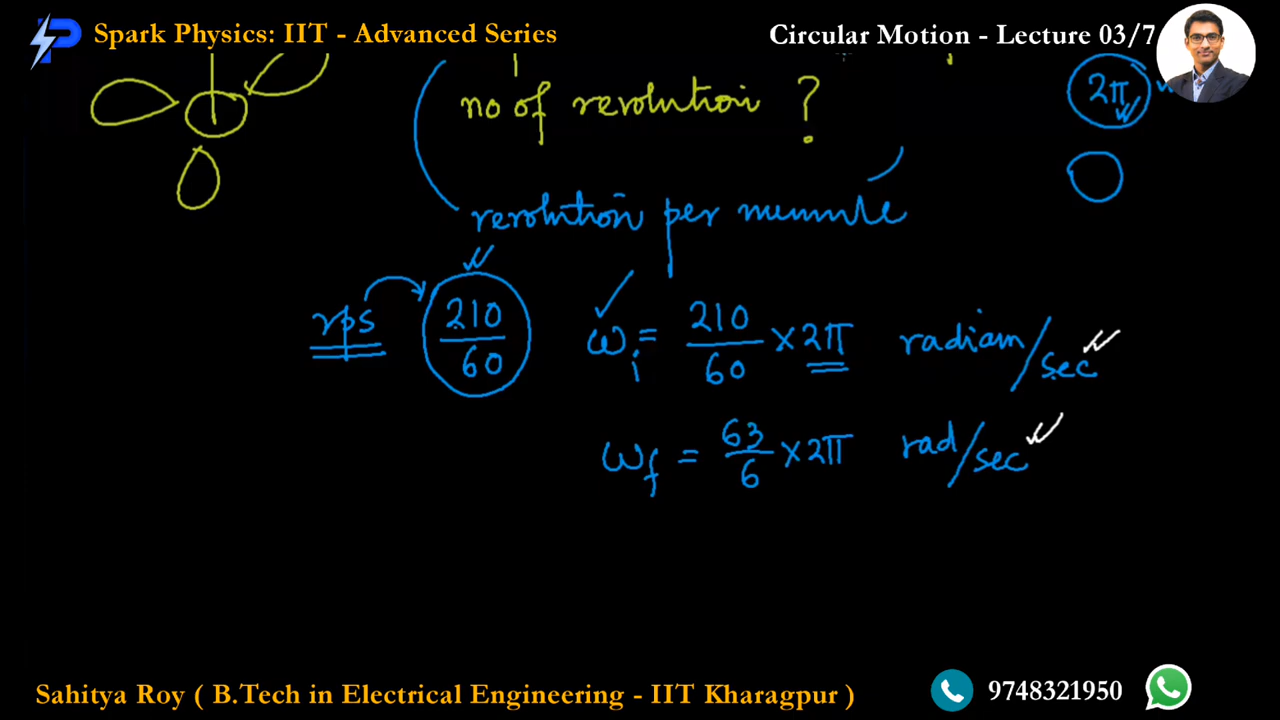 Spark Physics: IIT - Advanced Series
Circular Motion - Lecture 03/7
no of revolution ?
2π
revolution per
rps 210/60 ωi = 210/60 × 2π radian/sec
ωf = 63/6 × 2π rad/sec
Sahitya Roy ( B.Tech in Electrical Engineering - IIT Kharagpur )
9748321950